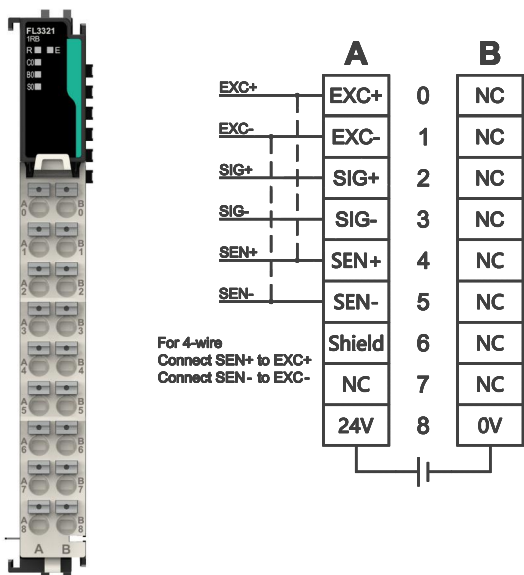 FL3321
1RB
R E
C0
B0
S0
A0 B0
A1 B1
A2 B2
A3 B3
A4 B4
A5 B5
A6 B6
A7 B7
A8 B8
A B
A B
EXC+ EXC+ 0 NC
EXC- EXC- 1 NC
SIG+ SIG+ 2 NC
SIG- SIG- 3 NC
SEN+ SEN+ 4 NC
SEN- SEN- 5 NC
Shield 6 NC
NC 7 NC
24V 8 0V
For 4-wire
Connect SEN+ to EXC+
Connect SEN- to EXC-